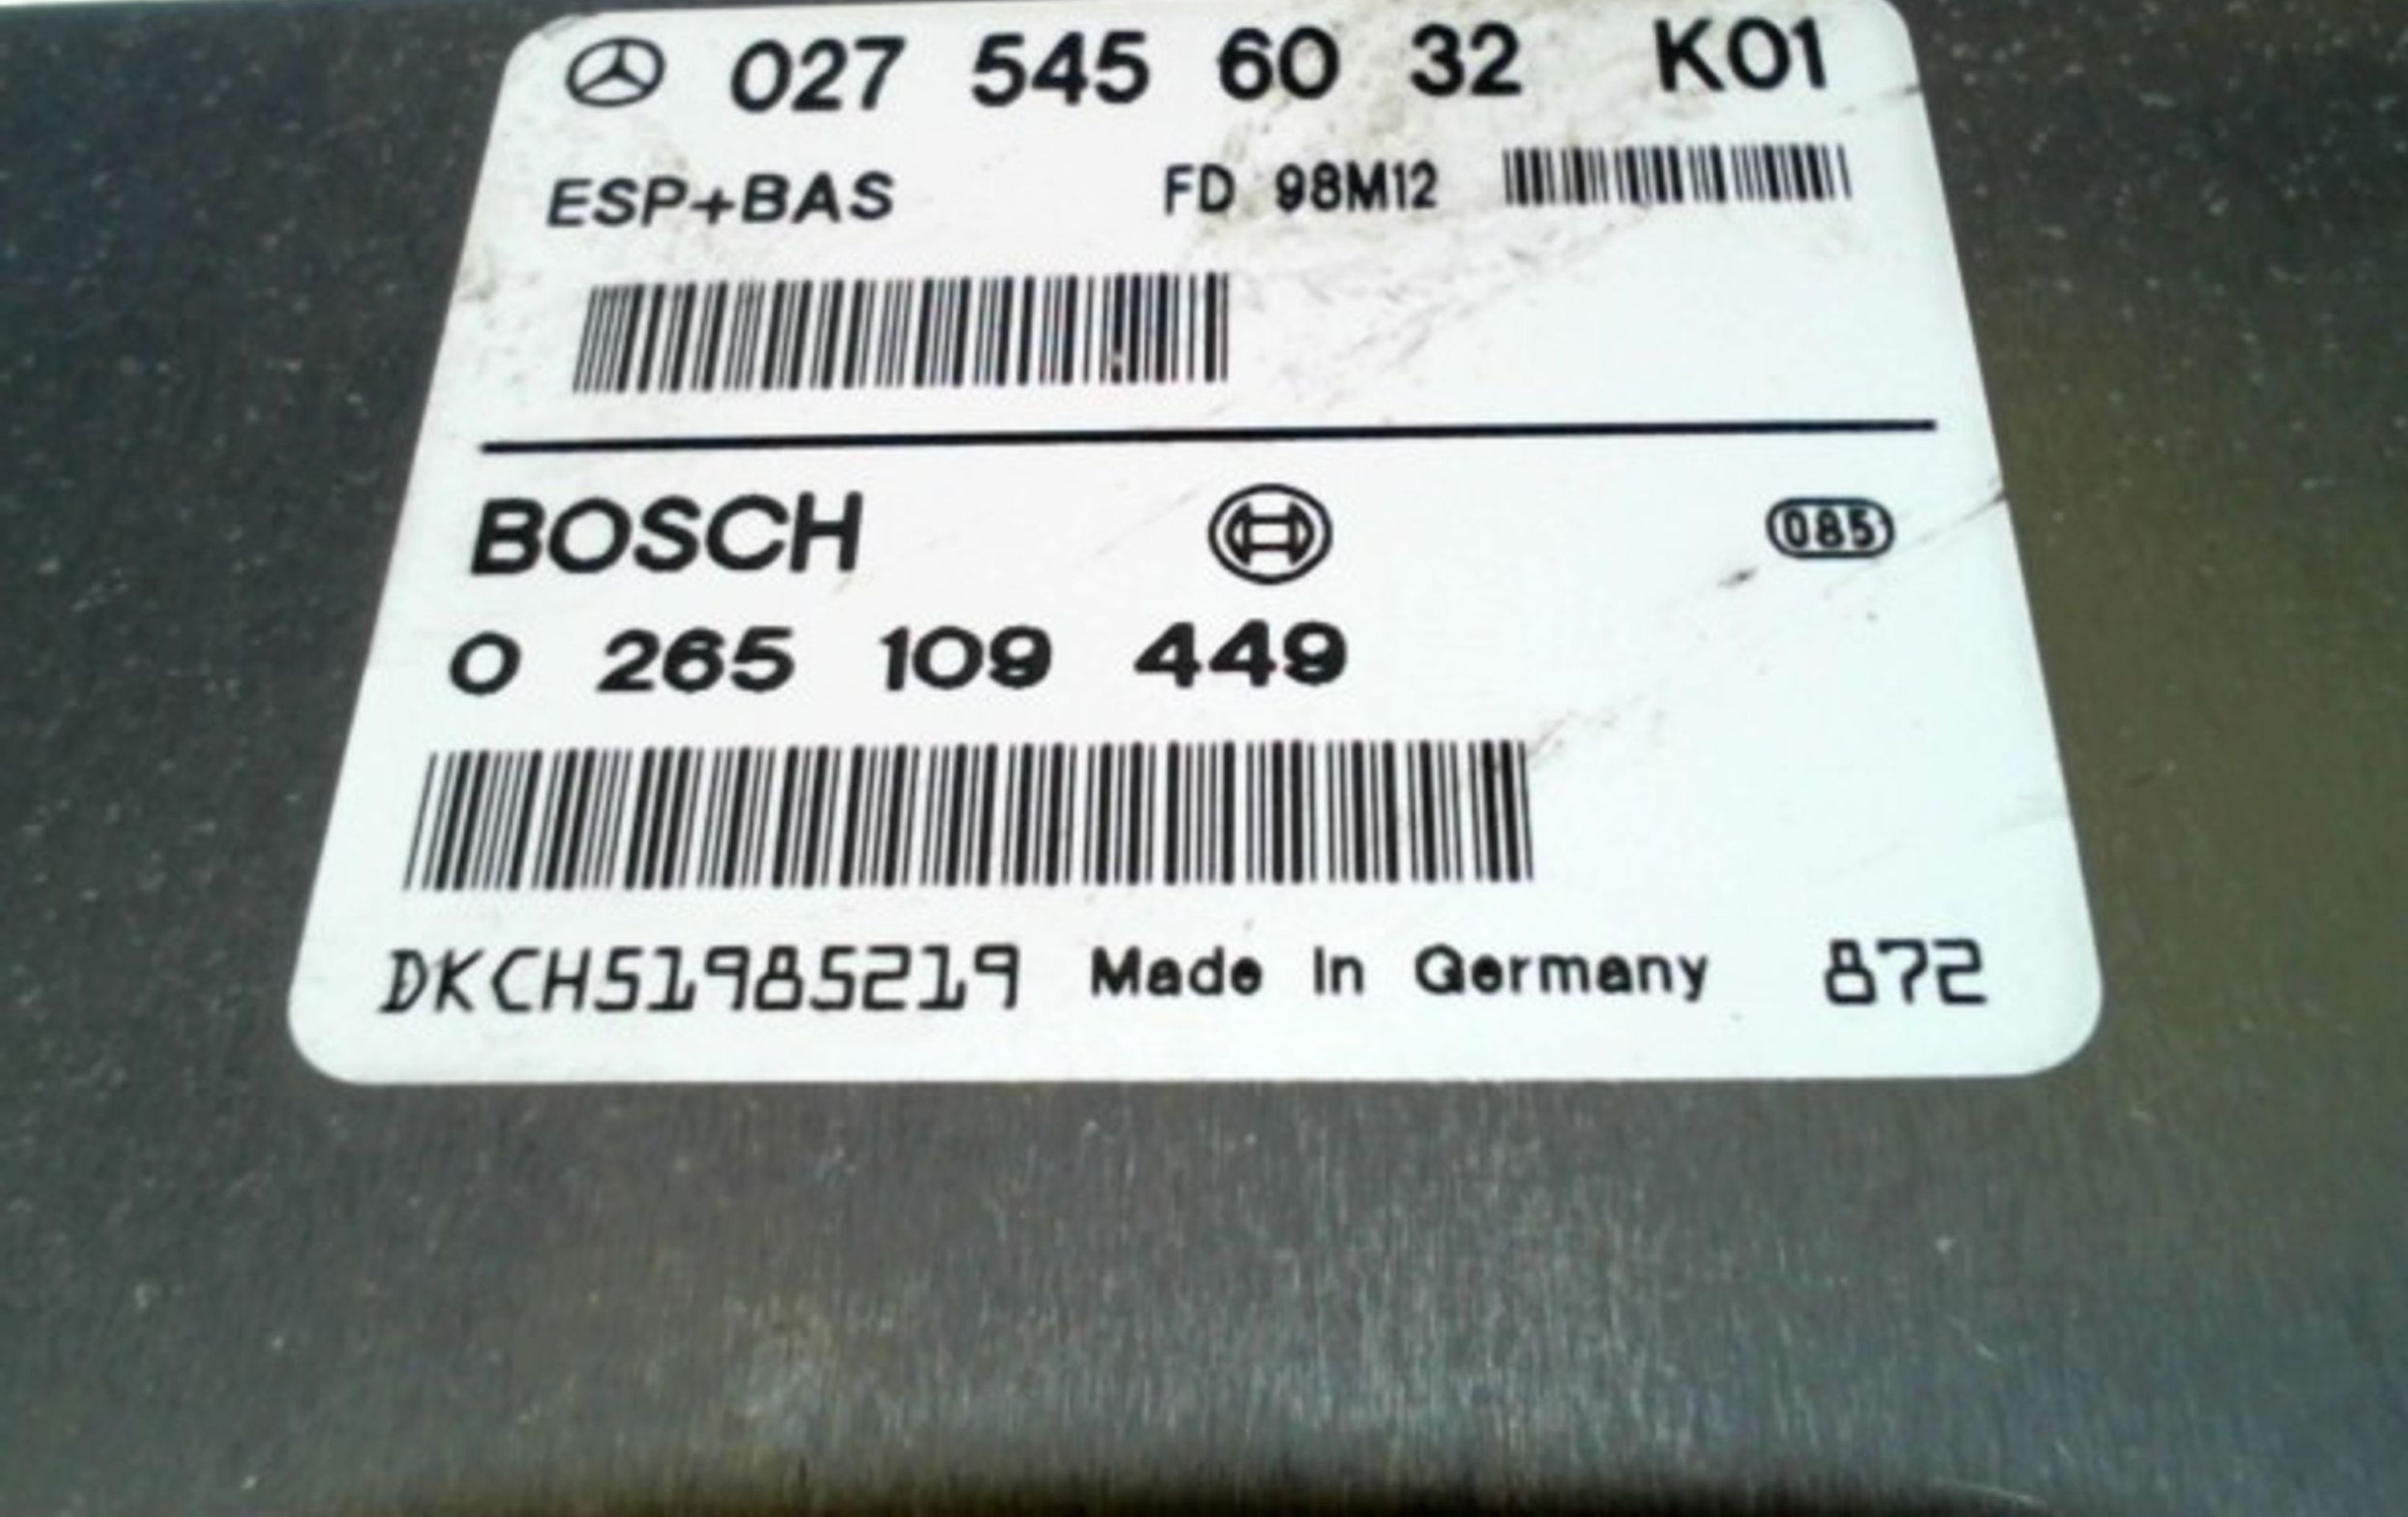 027 545 60 32 K01
ESP+BAS FD 98M12
BOSCH 085
0 265 109 449
DKCH51985219 Made In Germany 872